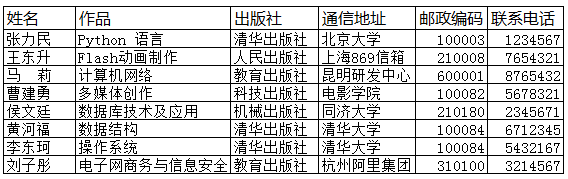 姓名 作品 出版社 通信地址 邮政编码 联系电话
张力民 Python 语言 清华出版社 北京大学 100003 1234567
王东升 Flash动画制作 人民出版社 上海869信箱 210008 7654321
马 莉 计算机网络 教育出版社 昆明研发中心 600001 8765432
曹建勇 多媒体创作 科技出版社 电影学院 100082 5678321
侯文廷 数据库技术及应用 机械出版社 同济大学 210180 2345671
黄河福 数据结构 清华出版社 清华大学 100084 6712345
李东珂 操作系统 清华出版社 清华大学 100084 5432167
刘子彤 电子网商务与信息安全 教育出版社 杭州阿里集团 310100 3214567